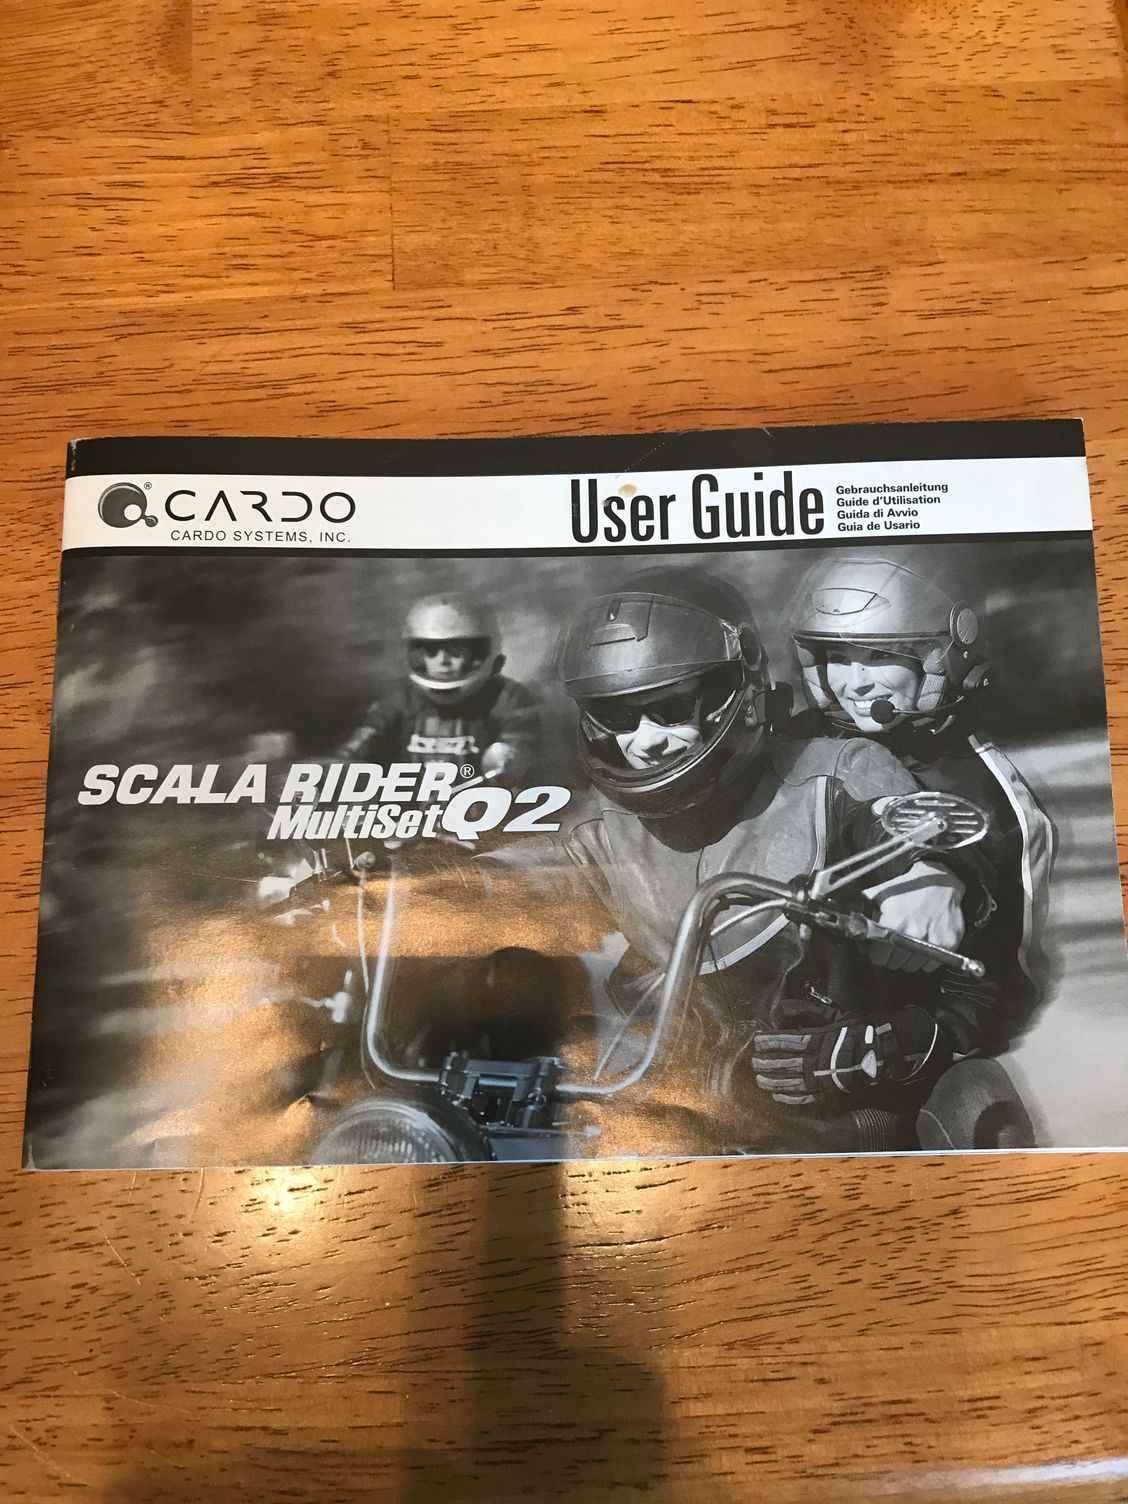 ® CARDO
CARDO SYSTEMS, INC.
User Guide
Gebrauchsanleitung
Guide d'Utilisation
Guida di Avvio
Guia de Usario
SCALA RIDER®
MultiSet Q2